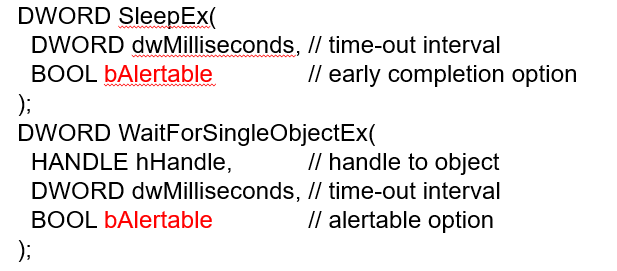 DWORD SleepEx(
DWORD dwMilliseconds, // time-out interval
BOOL bAlertable // early completion option
);
DWORD WaitForSingleObjectEx(
HANDLE hHandle, // handle to object
DWORD dwMilliseconds, // time-out interval
BOOL bAlertable // alertable option
);